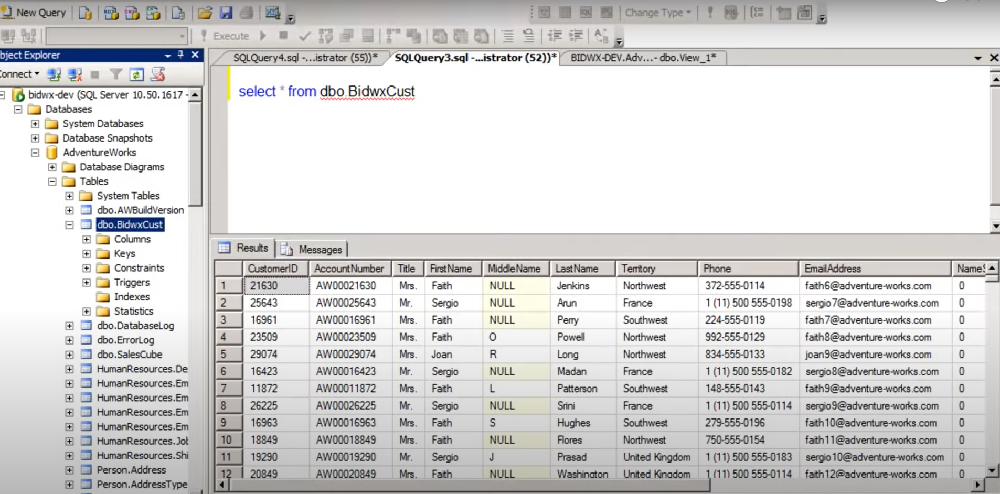 New Query
Change Type
Execute
bject Explorer
SQLQuery4.sql -...istrator (55))*
SQLQuery3.sql -...istrator (52))*
BIDWX-DEV.Adv...- dbo.View_1*
onnect
select * from dbo.BidwxCust
bidwx-dev (SQL Server 10.50.1617 -
Databases
System Databases
Database Snapshots
AdventureWorks
Database Diagrams
Tables
System Tables
dbo.AWBuildVersion
dbo.BidwxCust
Columns
Keys
Constraints
Triggers
Indexes
Statistics
dbo.DatabaseLog
dbo.ErrorLog
dbo.SalesCube
HumanResources.De
HumanResources.Em
HumanResources.Em
HumanResources.Em
HumanResources.Em
HumanResources.Jo
HumanResources.Shi
Person.Address
Person.AddressType
Results Messages
CustomerID AccountNumber Title FirstName MiddleName LastName Territory Phone EmailAddress NameS
1 21630 AW00021630 Mrs. Faith NULL Jenkins Northwest 372-555-0114 faith6@adventure-works.com 0
2 25643 AW00025643 Mr. Sergio NULL Arun France 1 (11) 500 555-0198 sergio7@adventure-works.com 0
3 16961 AW00016961 Mrs. Faith NULL Perry Southwest 224-555-0119 faith7@adventure-works.com 0
4 23509 AW00023509 Mrs. Faith O Powell Northwest 992-555-0129 faith8@adventure-works.com 0
5 29074 AW00029074 Mrs. Joan R Long Northwest 834-555-0133 joan9@adventure-works.com 0
6 16423 AW00016423 Mr. Sergio NULL Madan France 1 (11) 500 555-0182 sergio8@adventure-works.com 0
7 11872 AW00011872 Mrs. Faith L Patterson Southwest 148-555-0143 faith9@adventure-works.com 0
8 26225 AW00026225 Mr. Sergio NULL Srini France 1 (11) 500 555-0114 sergio9@adventure-works.com 0
9 16963 AW00016963 Mrs. Faith S Hughes Southwest 279-555-0196 faith10@adventure-works.com 0
10 18849 AW00018849 Mrs. Faith NULL Flores Northwest 750-555-0154 faith11@adventure-works.com 0
11 19290 AW00019290 Mr. Sergio J Prasad United Kingdom 1 (11) 500 555-0183 sergio10@adventure-works.com 0
12 20849 AW00020849 Mrs. Faith NULL Washington United Kingdom 1 (11) 500 555-0114 faith12@adventure-works.com 0